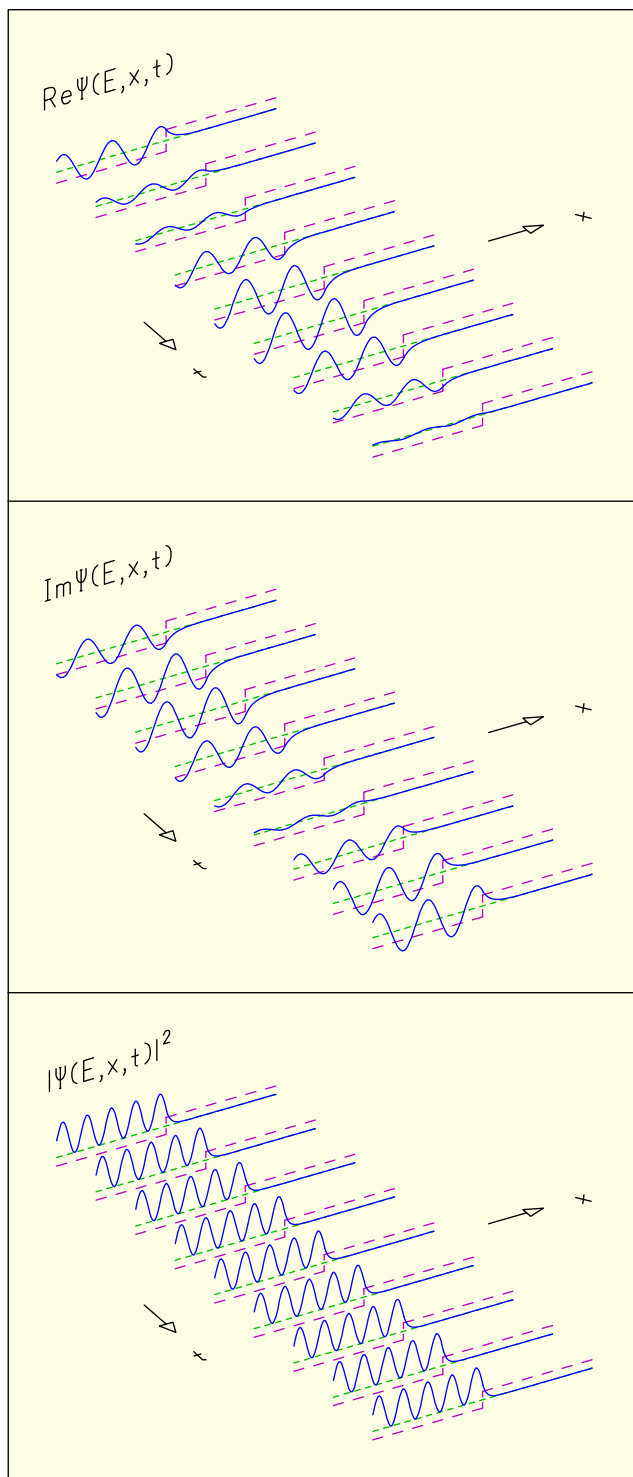 ReΨ(E,x,t)
x
t
ImΨ(E,x,t)
x
t
|Ψ(E,x,t)|²
x
t